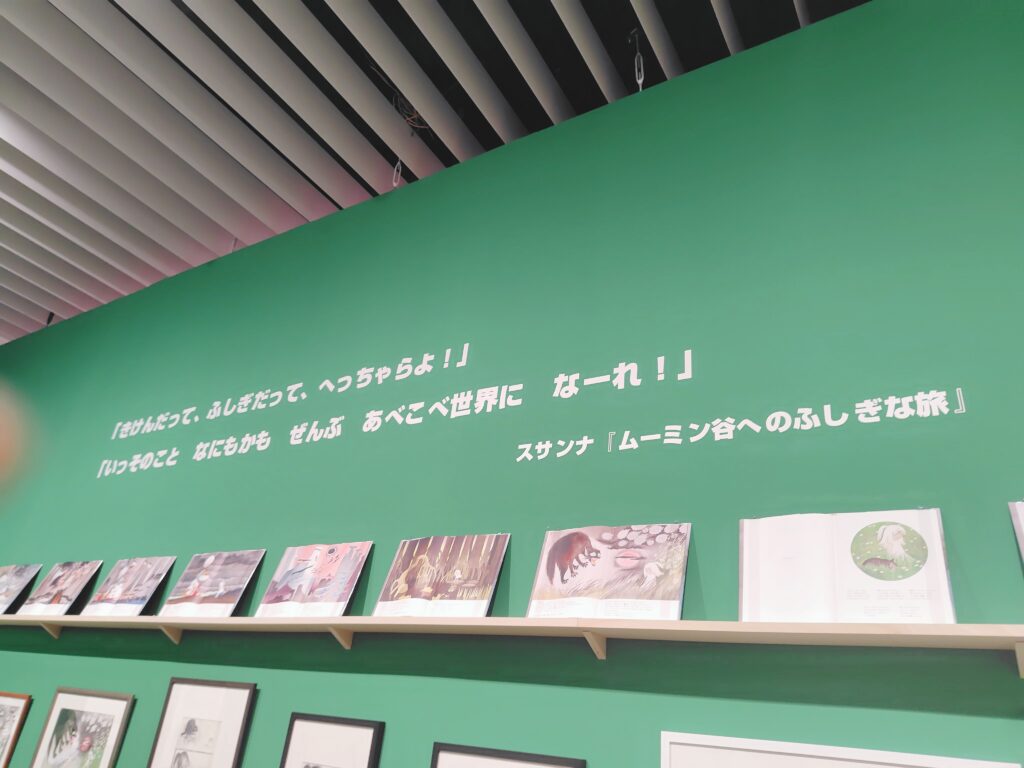 「きけんだって、ふしぎだって、へっちゃらよ！」
「いっそのこと　なにもかも　ぜんぶ　あべこべ世界に　なーれ！」
スサンナ『ムーミン谷へのふしぎな旅』